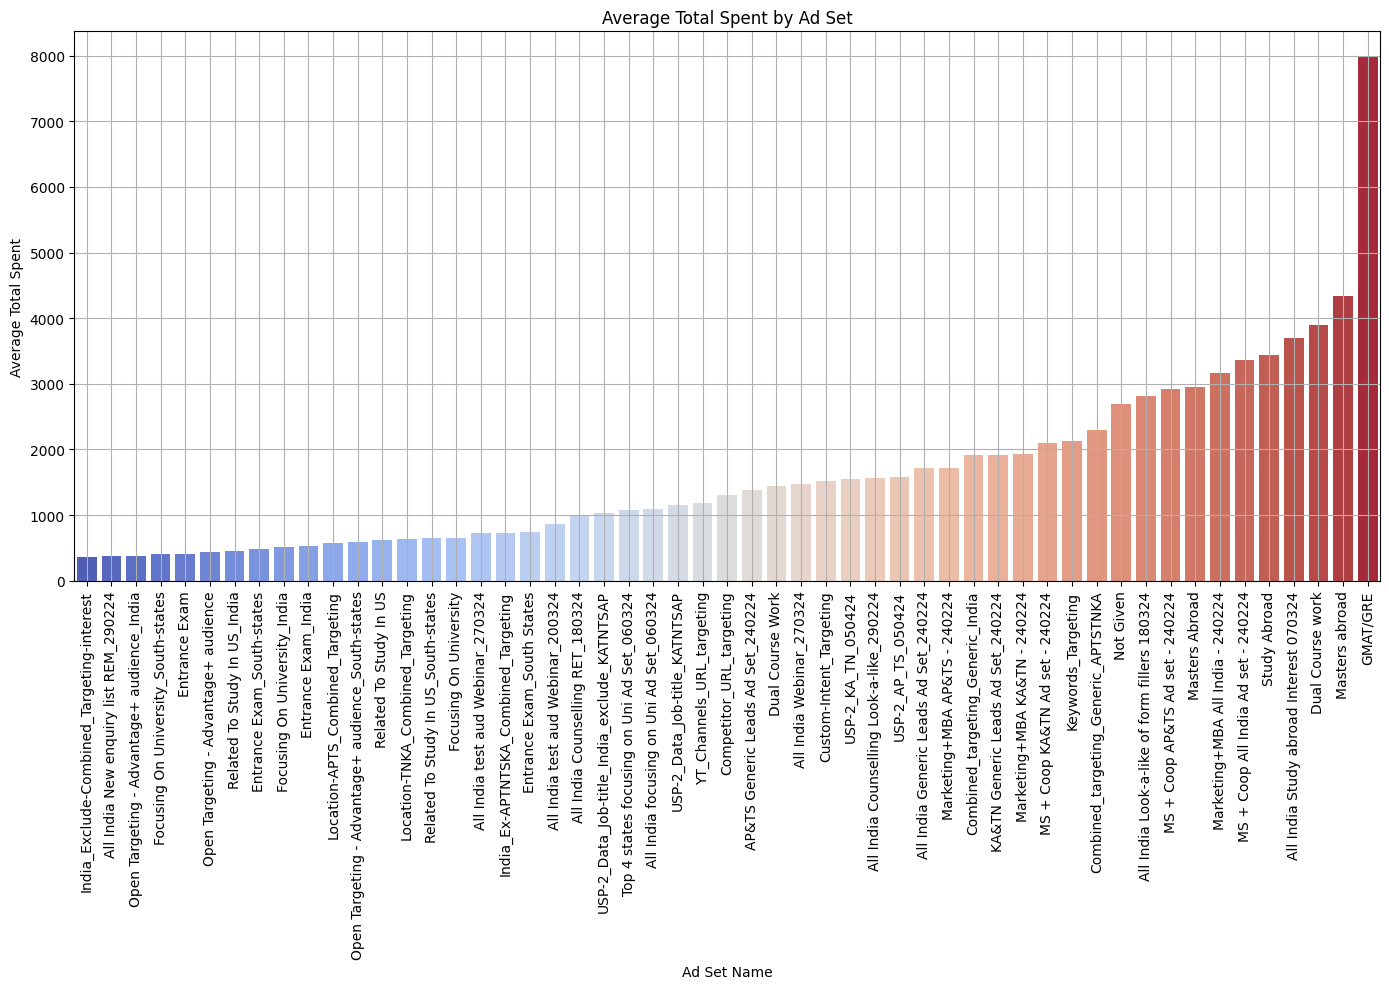 Average Total Spent by Ad Set
8000
7000
6000
5000
4000
3000
2000
1000
0
Average Total Spent
India_Exclude-Combined_Targeting-interest
All India New enquiry list REM_290224
Open Targeting - Advantage+ audience_India
Focusing On University_South-states
Entrance Exam
Open Targeting - Advantage+ audience
Related To Study In US_India
Entrance Exam_South-states
Focusing On University_India
Entrance Exam_India
Location-APTS_Combined_Targeting
Open Targeting - Advantage+ audience_South-states
Related To Study In US
Location-TNKA_Combined_Targeting
Related To Study In US_South-states
Focusing On University
All India test aud Webinar_270324
India_Ex-APTNTSKA_Combined_Targeting
Entrance Exam_South States
All India test aud Webinar_200324
All India Counselling RET_180324
USP-2_Data_Job-title_India_exclude_KATNTSAP
Top 4 states focusing on Uni Ad Set_060324
All India focusing on Uni Ad Set_060324
USP-2_Data_Job-title_KATNTSAP
YT_Channels_URL_targeting
Competitor_URL_targeting
AP&TS Generic Leads Ad Set_240224
Dual Course Work
All India Webinar_270324
Custom-Intent_Targeting
USP-2_KA_TN_050424
All India Counselling Look-a-like_290224
USP-2_AP_TS_050424
All India Generic Leads Ad Set_240224
Marketing+MBA AP&TS - 240224
Combined_targeting_Generic_India
KA&TN Generic Leads Ad Set_240224
Marketing+MBA KA&TN - 240224
MS + Coop KA&TN Ad set - 240224
Keywords_Targeting
Combined_targeting_Generic_APTSTNKA
Not Given
All India Look-a-like of form fillers 180324
MS + Coop AP&TS Ad set - 240224
Masters Abroad
Marketing+MBA All India - 240224
MS + Coop All India Ad set - 240224
Study Abroad
All India Study abroad Interest 070324
Dual Course work
Masters abroad
GMAT/GRE
Ad Set Name